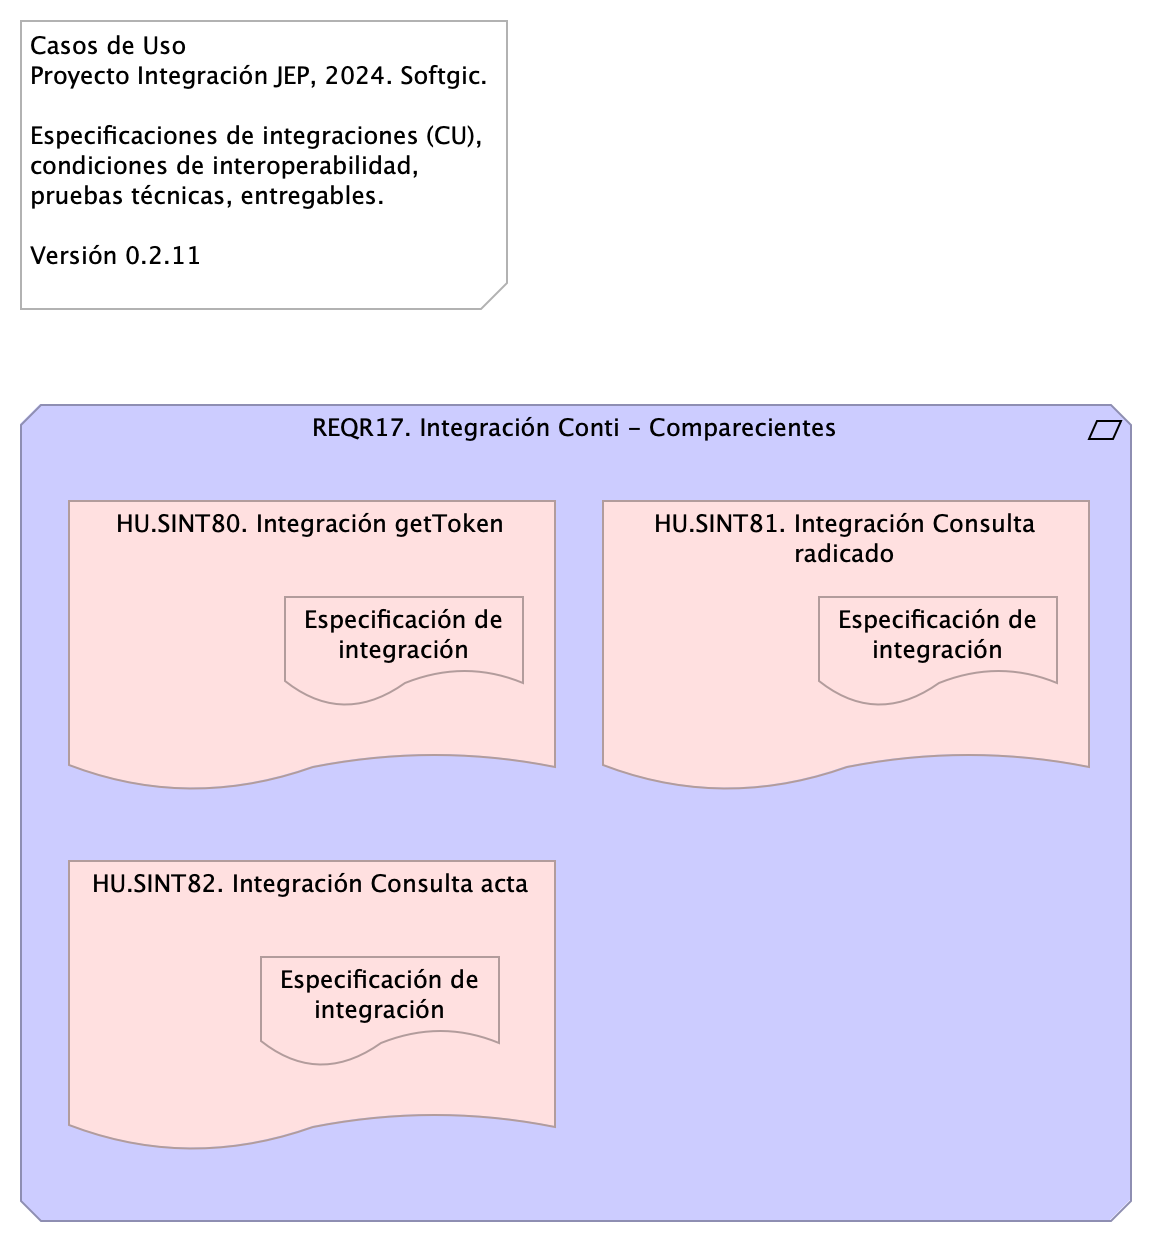 Casos de Uso
Proyecto Integración JEP, 2024. Softgic.
Especificaciones de integraciones (CU),
condiciones de interoperabilidad,
pruebas técnicas, entregables.
Versión 0.2.11
REQR17. Integración Conti - Comparecientes
HU.SINT80. Integración getToken
Especificación de
integración
HU.SINT81. Integración Consulta
radicado
Especificación de
integración
HU.SINT82. Integración Consulta acta
Especificación de
integración